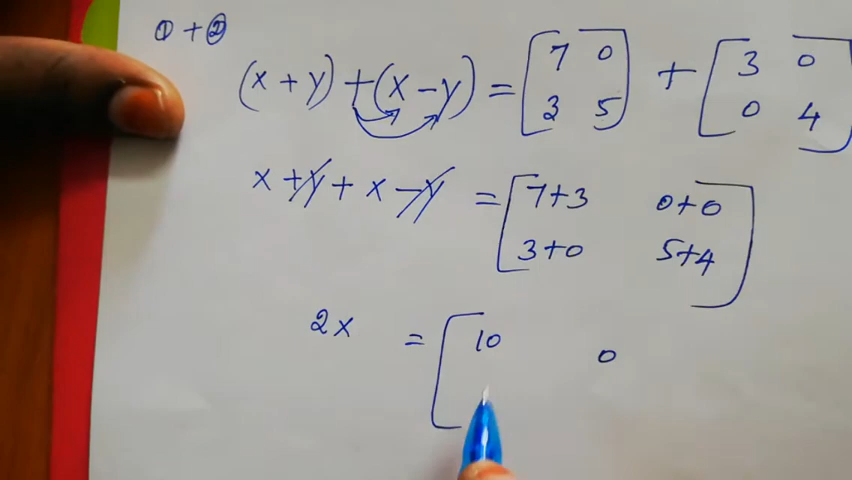 ① + ②
(x + y) + (x - y) = [7 0 3 5] + [3 0 0 4]
x + y + x - y = [7+3 0+0 3+0 5+4]
2x = [10 0